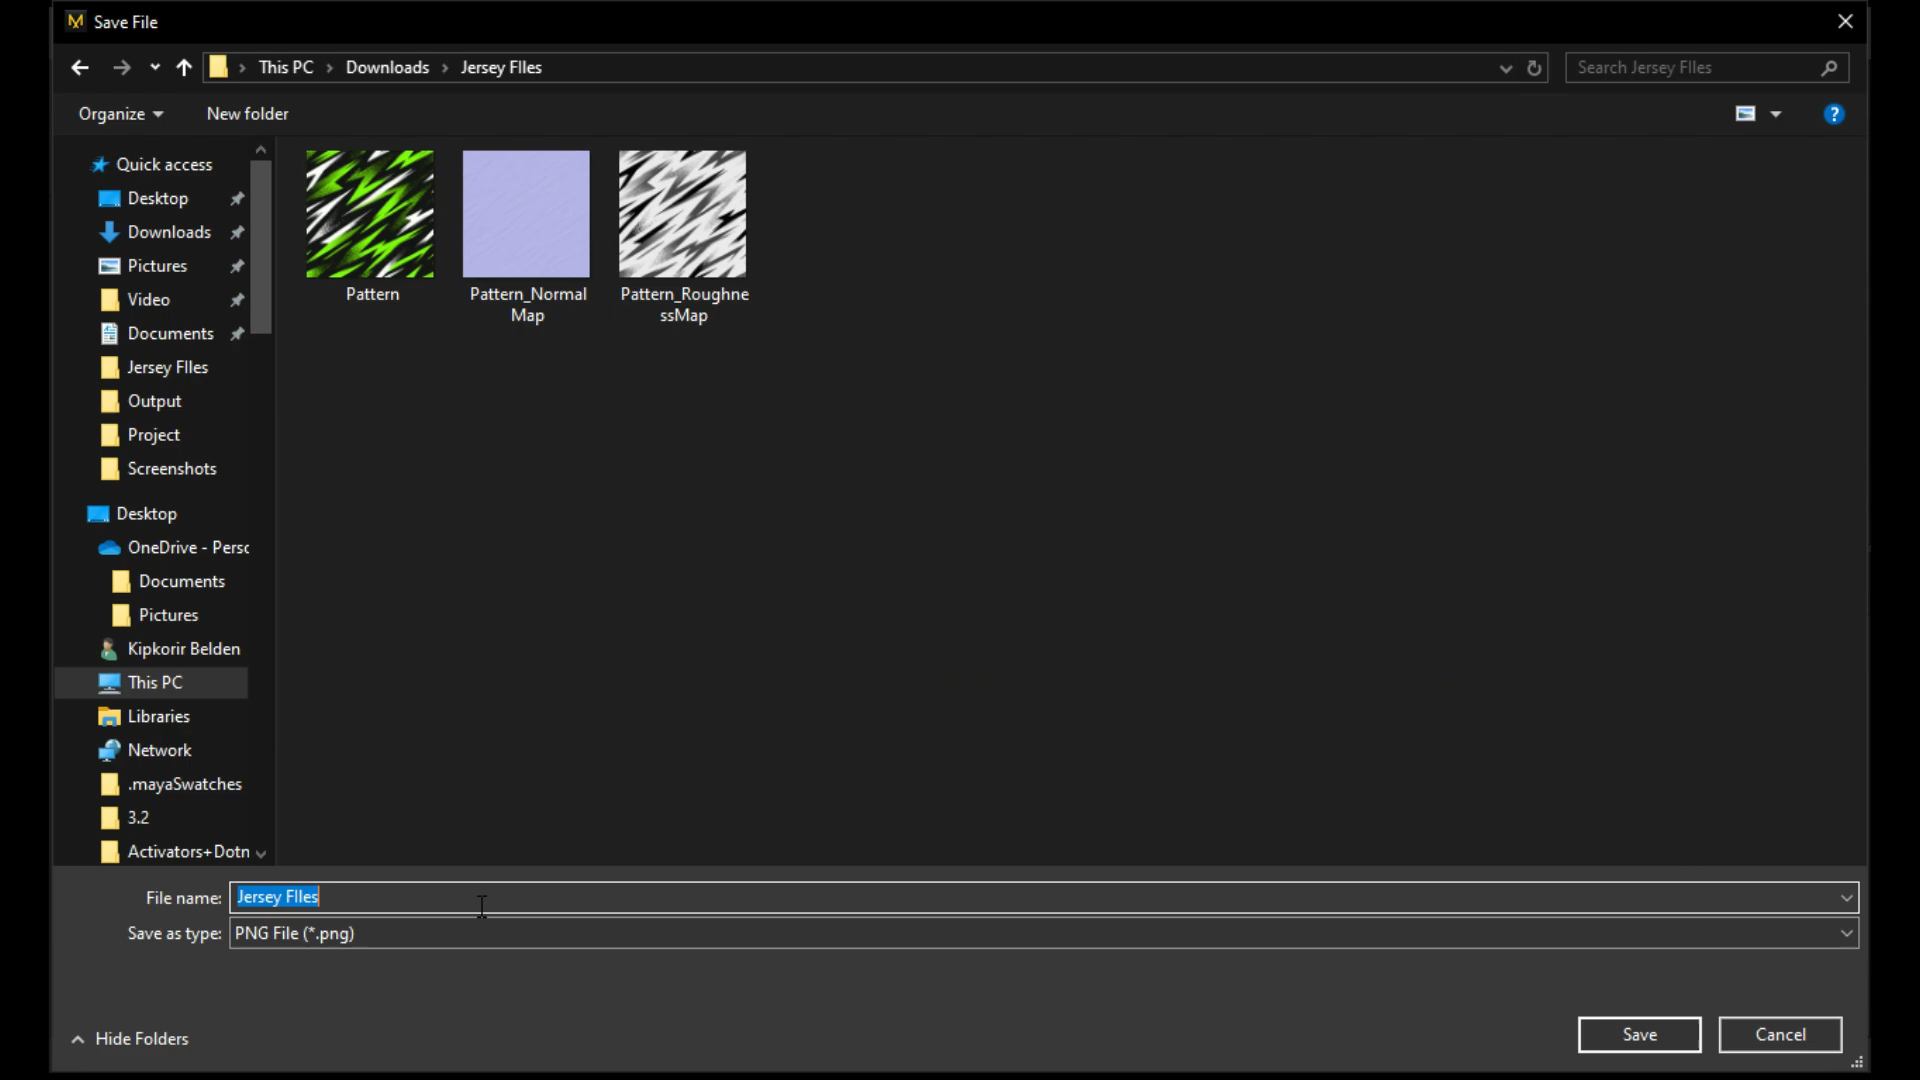 Save File
This PC > Downloads > Jersey FIles
Search Jersey FIles
Organize
New folder
Quick access
Desktop
Downloads
Pictures
Video
Documents
Jersey FIles
Output
Project
Screenshots
Desktop
OneDrive - Perso
Documents
Pictures
Kipkorir Belden
This PC
Libraries
Network
.mayaSwatches
3.2
Activators+Dotn
Pattern
Pattern_Normal
Map
Pattern_Roughne
ssMap
File name: Jersey FIles
Save as type: PNG File (*.png)
Hide Folders
Save
Cancel